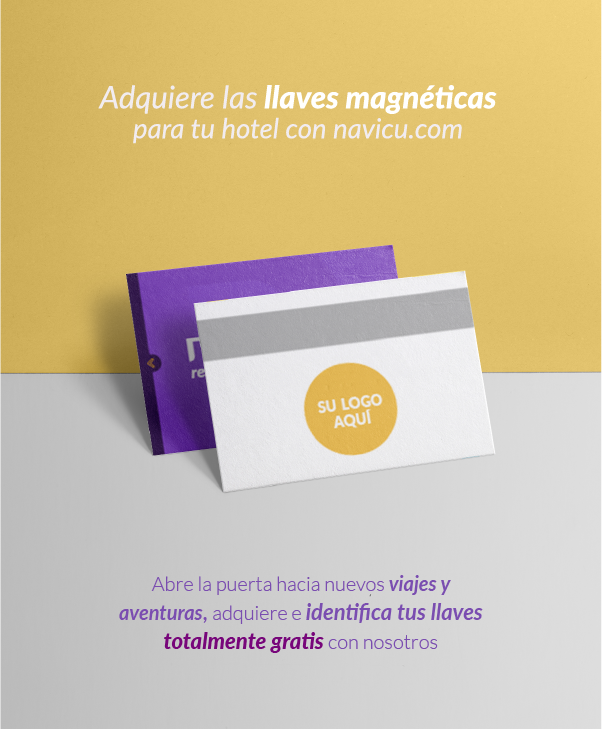 Adquiere las llaves magnéticas
para tu hotel con navicu.com
SU LOGO
AQUÍ
Abre la puerta hacia nuevos viajes y
aventuras, adquiere e identifica tus llaves
totalmente gratis con nosotros